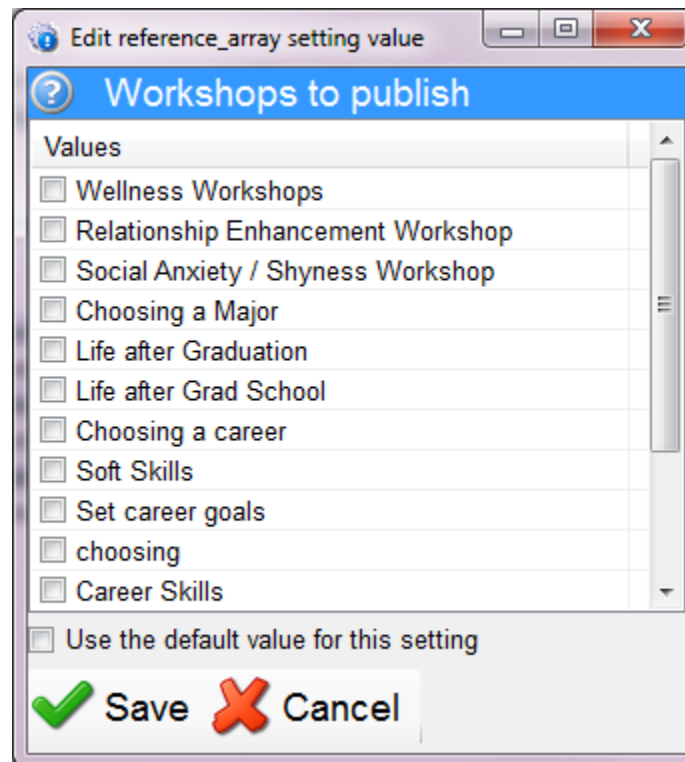 Edit reference_array setting value
Workshops to publish
Values
Wellness Workshops
Relationship Enhancement Workshop
Social Anxiety / Shyness Workshop
Choosing a Major
Life after Graduation
Life after Grad School
Choosing a career
Soft Skills
Set career goals
choosing
Career Skills
Use the default value for this setting
Save Cancel